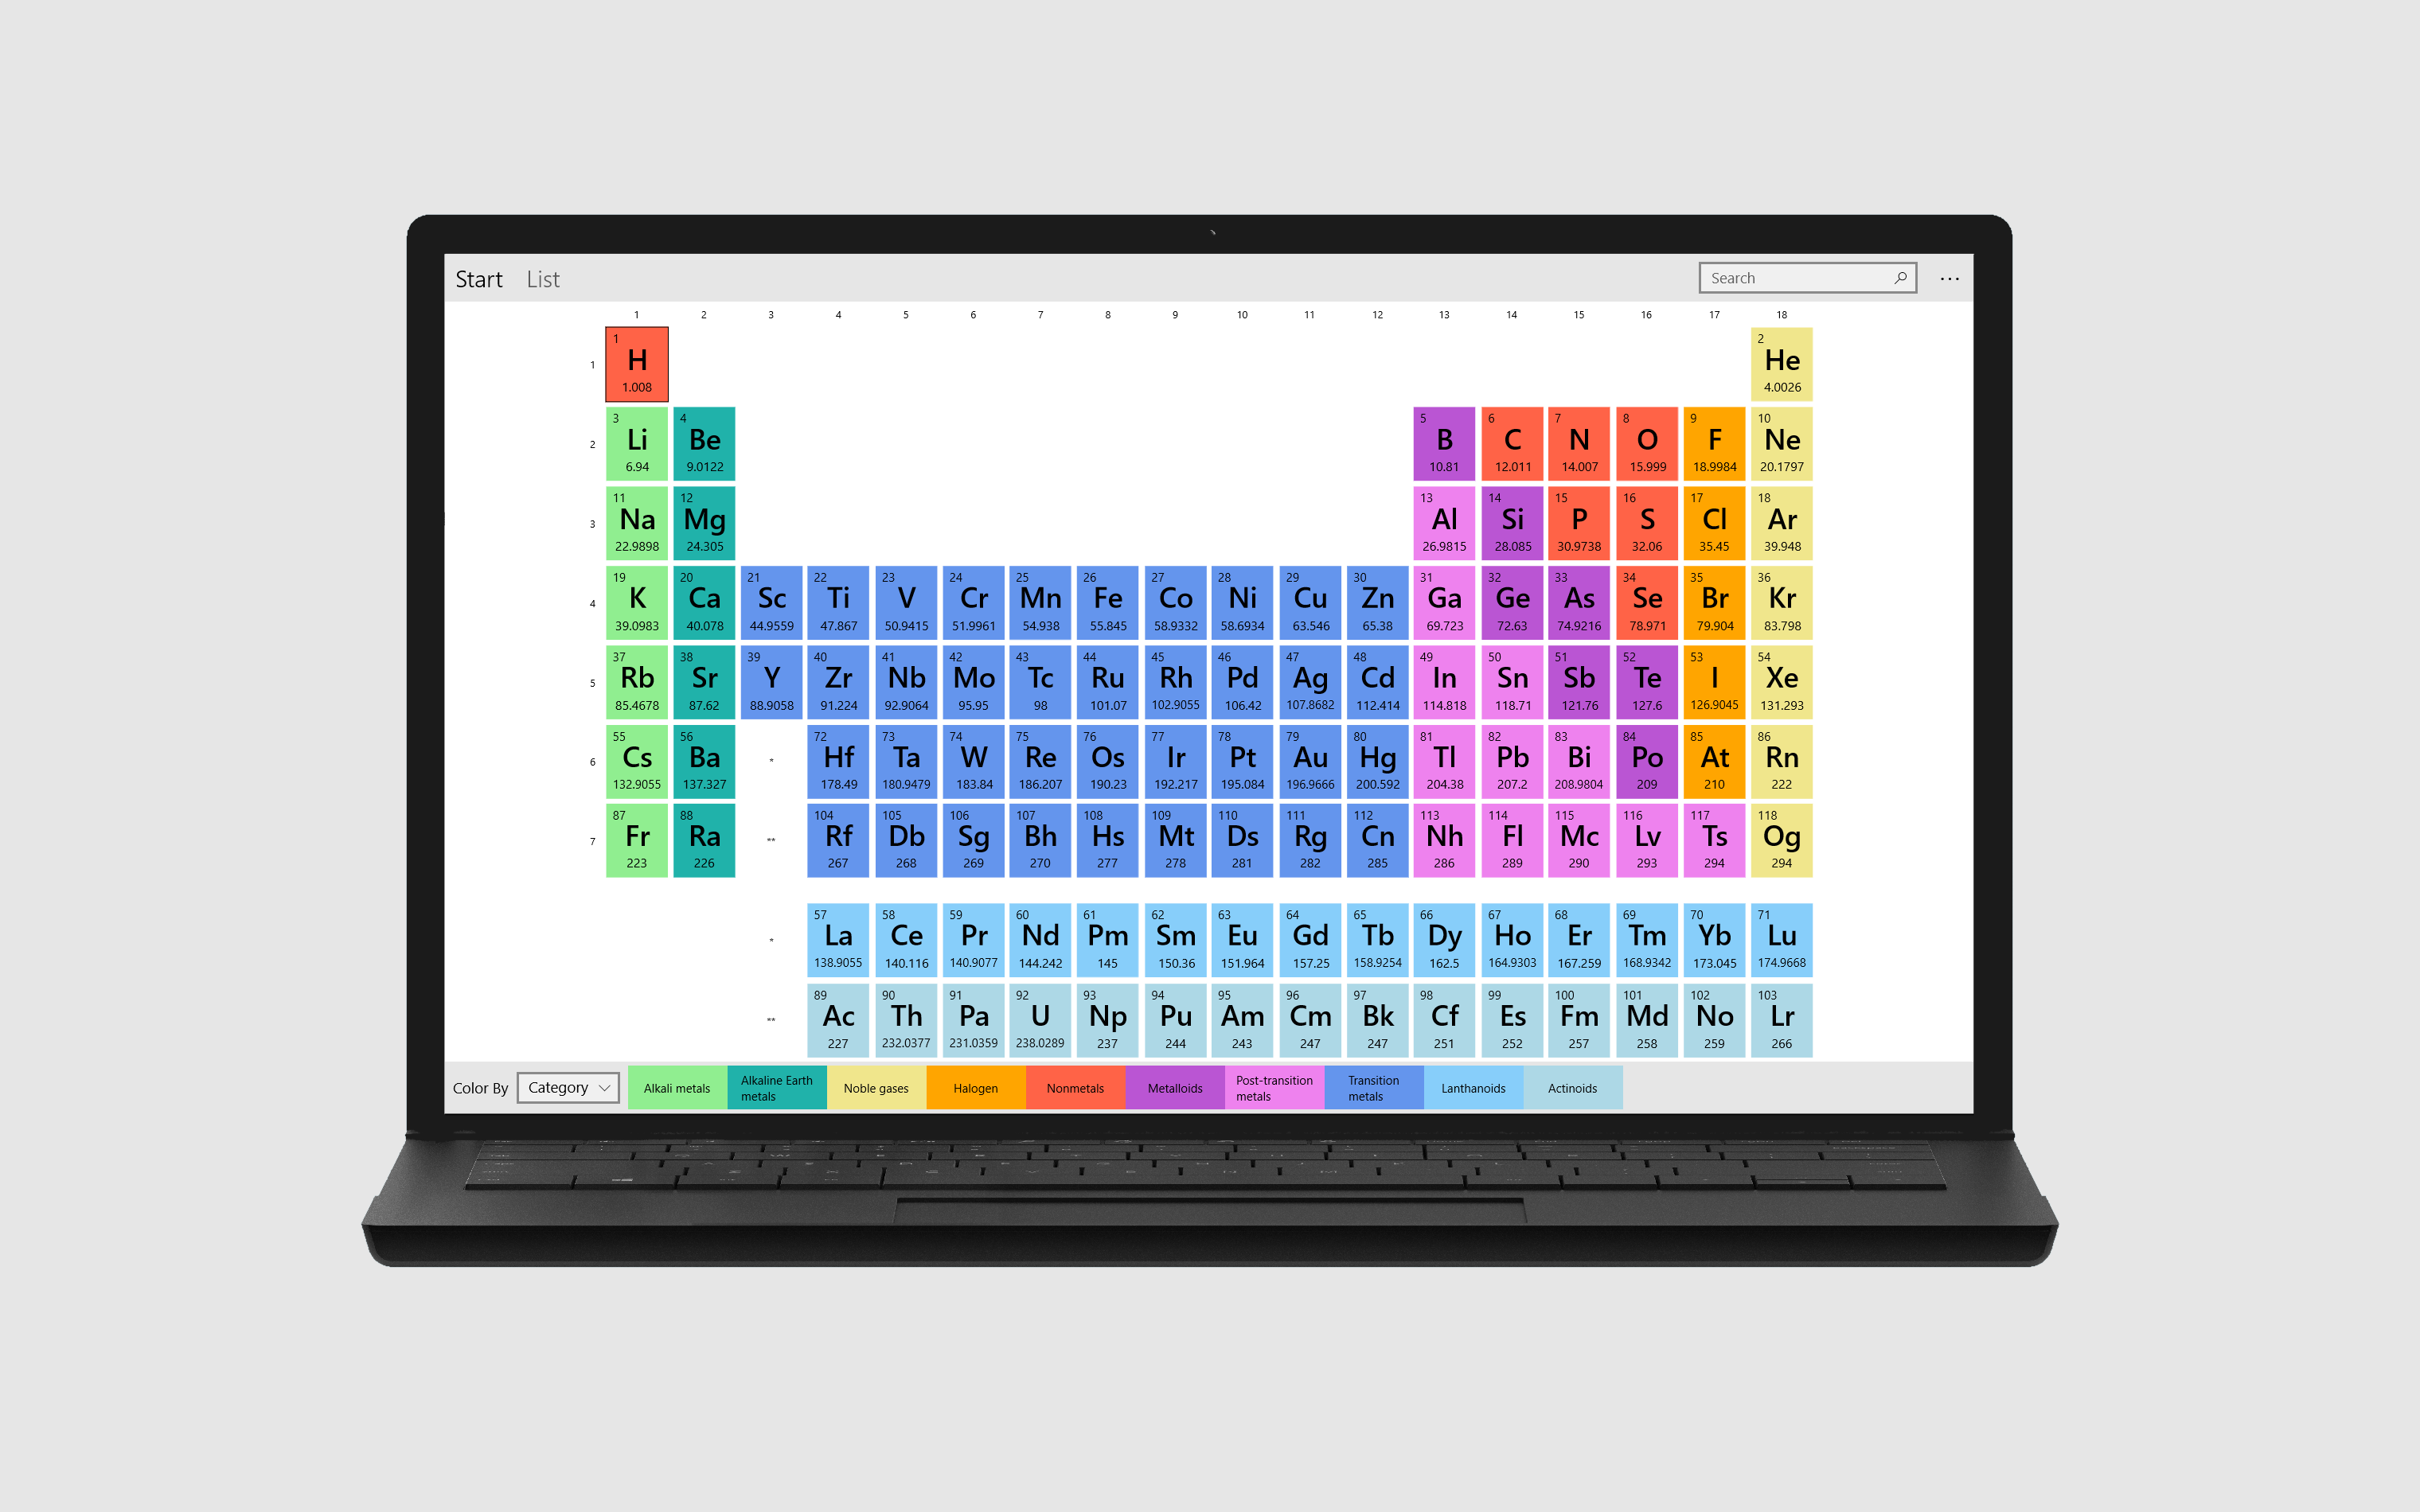 Start List Search ...
1 2 3 4 5 6 7 8 9 10 11 12 13 14 15 16 17 18
1 2
1 H He
1.008 4.0026
3 4 5 6 7 8 9 10
2 Li Be B C N O F Ne
6.94 9.0122 10.81 12.011 14.007 15.999 18.9984 20.1797
11 12 13 14 15 16 17 18
3 Na Mg Al Si P S Cl Ar
22.9898 24.305 26.9815 28.085 30.9738 32.06 35.45 39.948
19 20 21 22 23 24 25 26 27 28 29 30 31 32 33 34 35 36
4 K Ca Sc Ti V Cr Mn Fe Co Ni Cu Zn Ga Ge As Se Br Kr
39.0983 40.078 44.9559 47.867 50.9415 51.9961 54.938 55.845 58.9332 58.6934 63.546 65.38 69.723 72.63 74.9216 78.971 79.904 83.798
37 38 39 40 41 42 43 44 45 46 47 48 49 50 51 52 53 54
5 Rb Sr Y Zr Nb Mo Tc Ru Rh Pd Ag Cd In Sn Sb Te I Xe
85.4678 87.62 88.9058 91.224 92.9064 95.95 98 101.07 102.9055 106.42 107.8682 112.414 114.818 118.71 121.76 127.6 126.9045 131.293
55 56 72 73 74 75 76 77 78 79 80 81 82 83 84 85 86
6 Cs Ba * Hf Ta W Re Os Ir Pt Au Hg Tl Pb Bi Po At Rn
132.9055 137.327 178.49 180.9479 183.84 186.207 190.23 192.217 195.084 196.9666 200.592 204.38 207.2 208.9804 209 210 222
87 88 104 105 106 107 108 109 110 111 112 113 114 115 116 117 118
7 Fr Ra ** Rf Db Sg Bh Hs Mt Ds Rg Cn Nh Fl Mc Lv Ts Og
223 226 267 268 269 270 277 278 281 282 285 286 289 290 293 294 294
57 58 59 60 61 62 63 64 65 66 67 68 69 70 71
* La Ce Pr Nd Pm Sm Eu Gd Tb Dy Ho Er Tm Yb Lu
138.9055 140.116 140.9077 144.242 145 150.36 151.964 157.25 158.9254 162.5 164.9303 167.259 168.9342 173.045 174.9668
89 90 91 92 93 94 95 96 97 98 99 100 101 102 103
** Ac Th Pa U Np Pu Am Cm Bk Cf Es Fm Md No Lr
227 232.0377 231.0359 238.0289 237 244 243 247 247 251 252 257 258 259 266
Color By Category Alkali metals Alkaline Earth metals Noble gases Halogen Nonmetals Metalloids Post-transition metals Transition metals Lanthanoids Actinoids